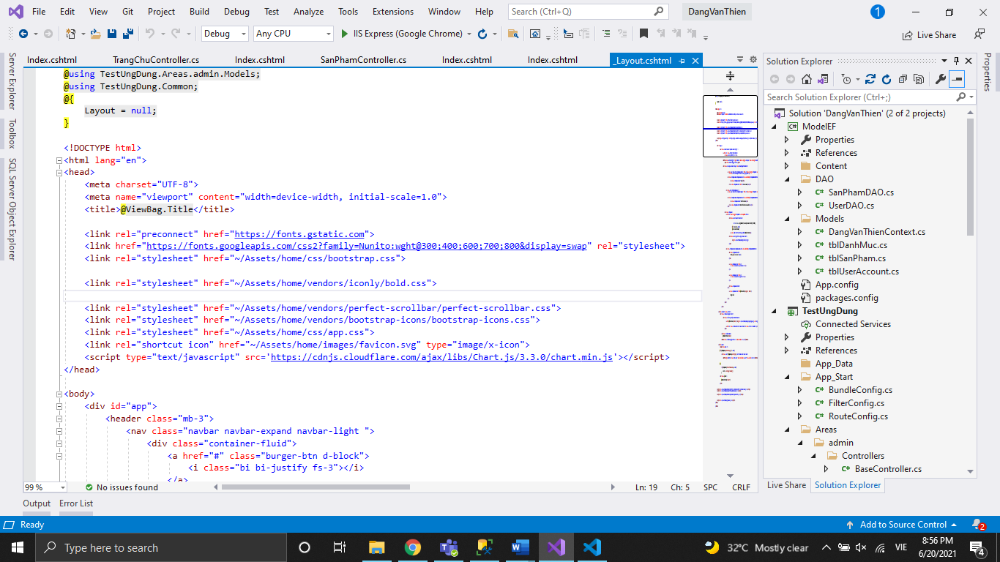 File Edit View Git Project Build Debug Test Analyze Tools Extensions Window Help Search (Ctrl+Q) DangVanThien 1
Debug Any CPU IIS Express (Google Chrome) Live Share
Index.cshtml TrangChuController.cs Index.cshtml SanPhamController.cs Index.cshtml Index.cshtml _Layout.cshtml
Server Explorer
Toolbox
SQL Server Object Explorer
@using TestUngDung.Areas.admin.Models;
@using TestUngDung.Common;
@{
Layout = null;
}
<!DOCTYPE html>
<html lang="en">
<head>
<meta charset="UTF-8">
<meta name="viewport" content="width=device-width, initial-scale=1.0">
<title>@ViewBag.Title</title>
<link rel="preconnect" href="https://fonts.gstatic.com">
<link href="https://fonts.googleapis.com/css2?family=Nunito:wght@300;400;600;700;800&display=swap" rel="stylesheet">
<link rel="stylesheet" href="~/Assets/home/css/bootstrap.css">
<link rel="stylesheet" href="~/Assets/home/vendors/iconly/bold.css">
<link rel="stylesheet" href="~/Assets/home/vendors/perfect-scrollbar/perfect-scrollbar.css">
<link rel="stylesheet" href="~/Assets/home/vendors/bootstrap-icons/bootstrap-icons.css">
<link rel="stylesheet" href="~/Assets/home/css/app.css">
<link rel="shortcut icon" href="~/Assets/home/images/favicon.svg" type="image/x-icon">
<script type="text/javascript" src='https://cdnjs.cloudflare.com/ajax/libs/Chart.js/3.3.0/chart.min.js'></script>
</head>
<body>
<div id="app">
<header class="mb-3">
<nav class="navbar navbar-expand navbar-light ">
<div class="container-fluid">
<a href="#" class="burger-btn d-block">
<i class="bi bi-justify fs-3"></i>
</a>
99 % No issues found Ln: 19 Ch: 5 SPC CRLF
Solution Explorer
Search Solution Explorer (Ctrl+;)
Solution 'DangVanThien' (2 of 2 projects)
C# ModelEF
Properties
References
Content
DAO
C# SanPhamDAO.cs
C# UserDAO.cs
Models
C# DangVanThienContext.cs
C# tblDanhMuc.cs
C# tblSanPham.cs
C# tblUserAccount.cs
App.config
packages.config
TestUngDung
Connected Services
Properties
References
App_Data
App_Start
C# BundleConfig.cs
C# FilterConfig.cs
C# RouteConfig.cs
Areas
admin
Controllers
C# BaseController.cs
Live Share Solution Explorer
Properties
Output Error List
Ready Add to Source Control 2
Type here to search 32°C Mostly clear VIE 8:56 PM
6/20/2021 4